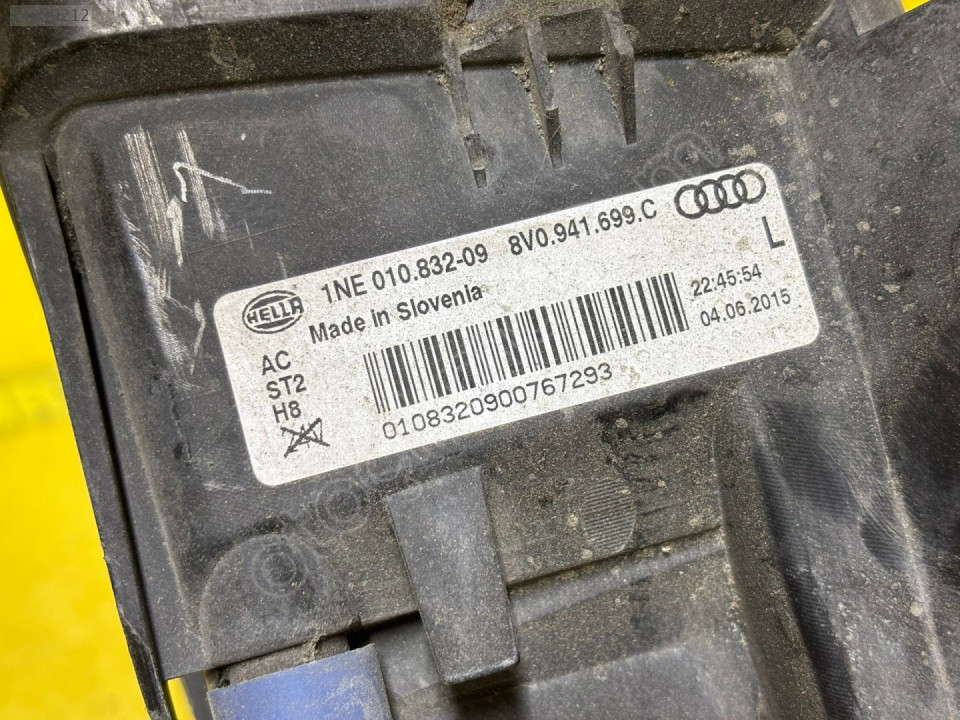 212
1NE 010.832-09 8V0.941.699.C
HELLA
Made in Slovenia
L
22:45:54
04.06.2015
AC
ST2
H8
0108320900767293